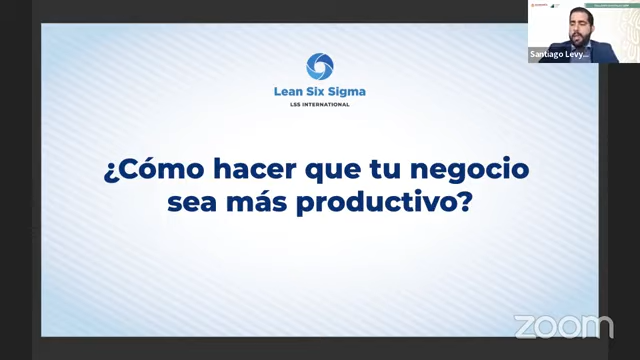 Santiago Levy...
Lean Six Sigma
LSS INTERNATIONAL
¿Cómo hacer que tu negocio
sea más productivo?
zoom